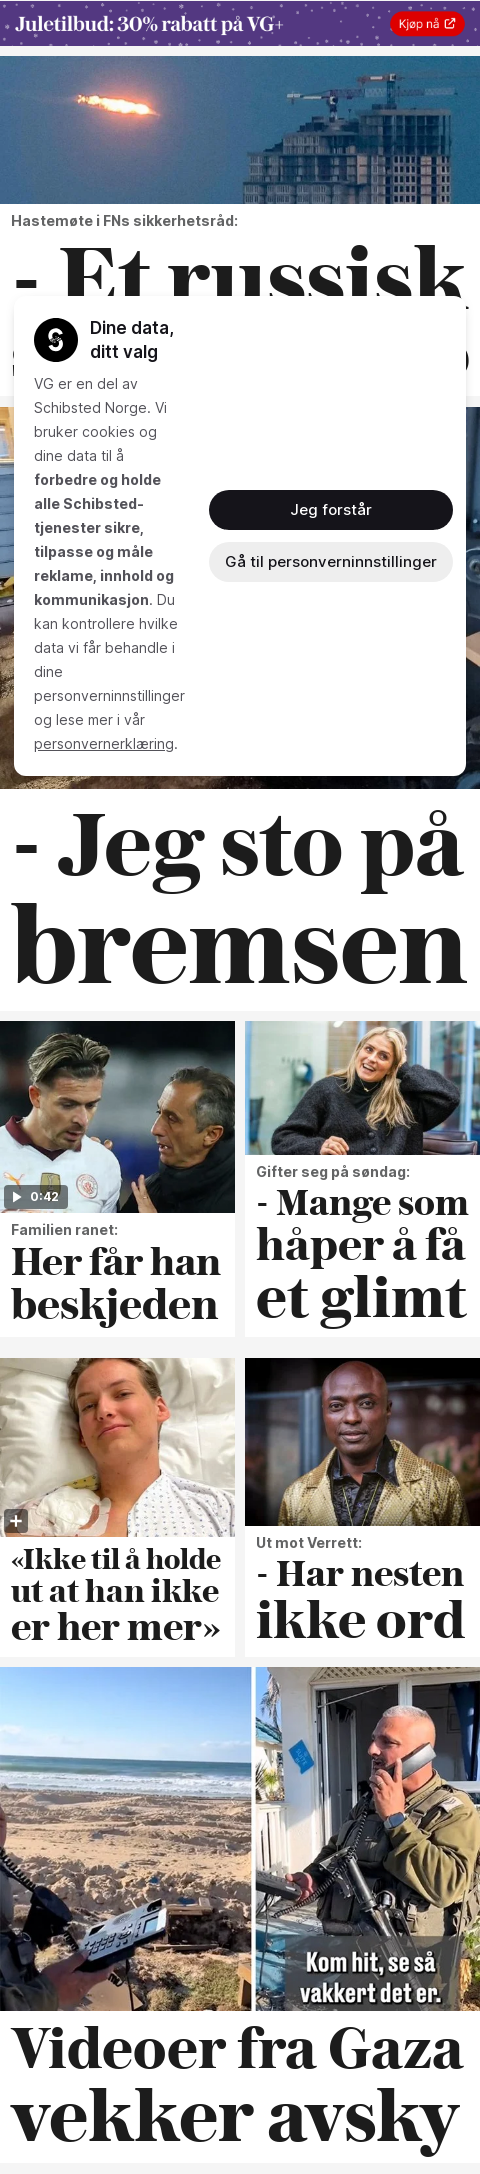 Juletilbud: 30% rabatt på VG+
Kjøp nå
Hastemøte i FNs sikkerhetsråd:
- Et russisk
Dine data,
ditt valg
VG er en del av
Schibsted Norge. Vi
bruker cookies og
dine data til å
forbedre og holde
alle Schibsted-
tjenester sikre,
tilpasse og måle
reklame, innhold og
kommunikasjon. Du
kan kontrollere hvilke
data vi får behandle i
dine
personverninnstillinger
og lese mer i vår
personvernerklæring.
Jeg forstår
Gå til personverninnstillinger
- Jeg sto på
bremsen
0:42
Familien ranet:
Her får han
beskjeden
Gifter seg på søndag:
- Mange som
håper å få
et glimt
«Ikke til å holde
ut at han ikke
er her mer»
Ut mot Verrett:
- Har nesten
ikke ord
Kom hit, se så
vakkert det er.
Videoer fra Gaza
vekker avsky